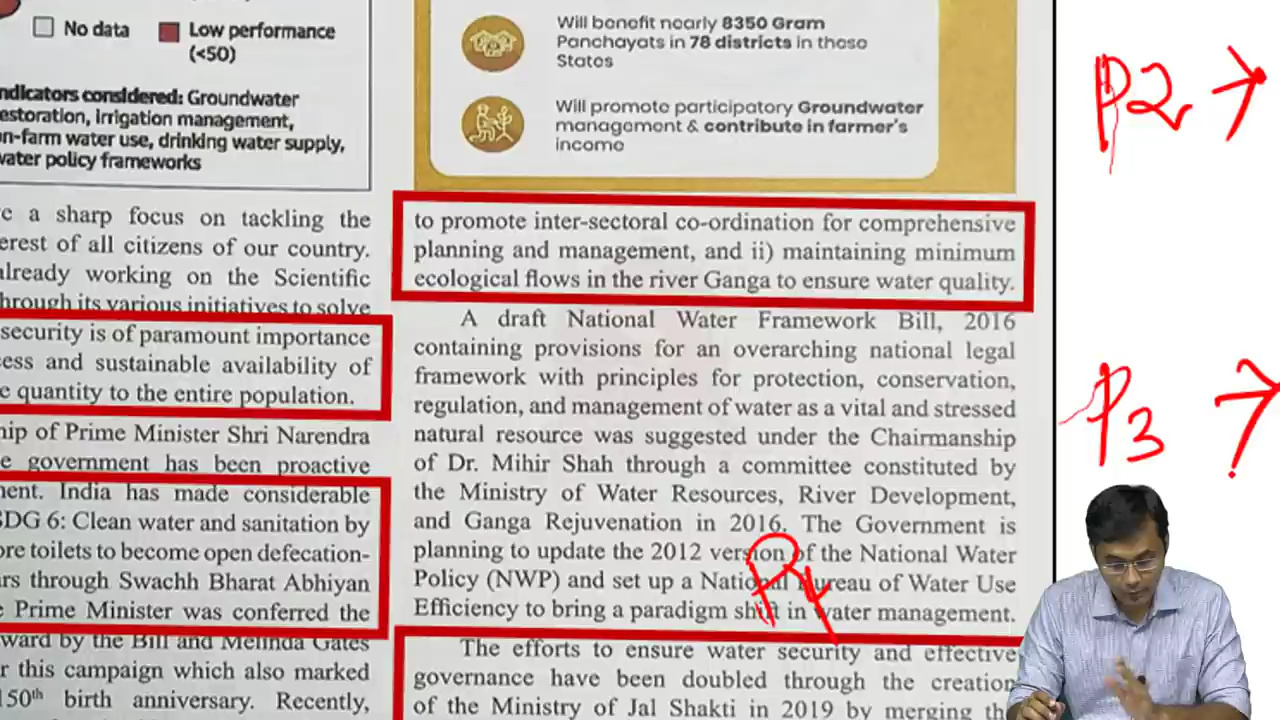 No data
Low performance
(<50)
ndicators considered: Groundwater
estoration, irrigation management,
n-farm water use, drinking water supply,
water policy frameworks
Will benefit nearly 8350 Gram
Panchayats in 78 districts in these
States
Will promote participatory Groundwater
management & contribute in farmer's
income
e a sharp focus on tackling the
erest of all citizens of our country.
already working on the Scientific
hrough its various initiatives to solve
security is of paramount importance
ess and sustainable availability of
e quantity to the entire population.
hip of Prime Minister Shri Narendra
e government has been proactive
ment. India has made considerable
SDG 6: Clean water and sanitation by
ore toilets to become open defecation-
rs through Swachh Bharat Abhiyan
e Prime Minister was conferred the
ward by the Bill and Melinda Gates
r this campaign which also marked
150th birth anniversary. Recently,
to promote inter-sectoral co-ordination for comprehensive
planning and management, and ii) maintaining minimum
ecological flows in the river Ganga to ensure water quality.
A draft National Water Framework Bill, 2016
containing provisions for an overarching national legal
framework with principles for protection, conservation,
regulation, and management of water as a vital and stressed
natural resource was suggested under the Chairmanship
of Dr. Mihir Shah through a committee constituted by
the Ministry of Water Resources, River Development,
and Ganga Rejuvenation in 2016. The Government is
planning to update the 2012 version of the National Water
Policy (NWP) and set up a National Bureau of Water Use
Efficiency to bring a paradigm shift in water management.
The efforts to ensure water security and effective
governance have been doubled through the creation
of the Ministry of Jal Shakti in 2019 by merging the
P2 →
P3 →
P4